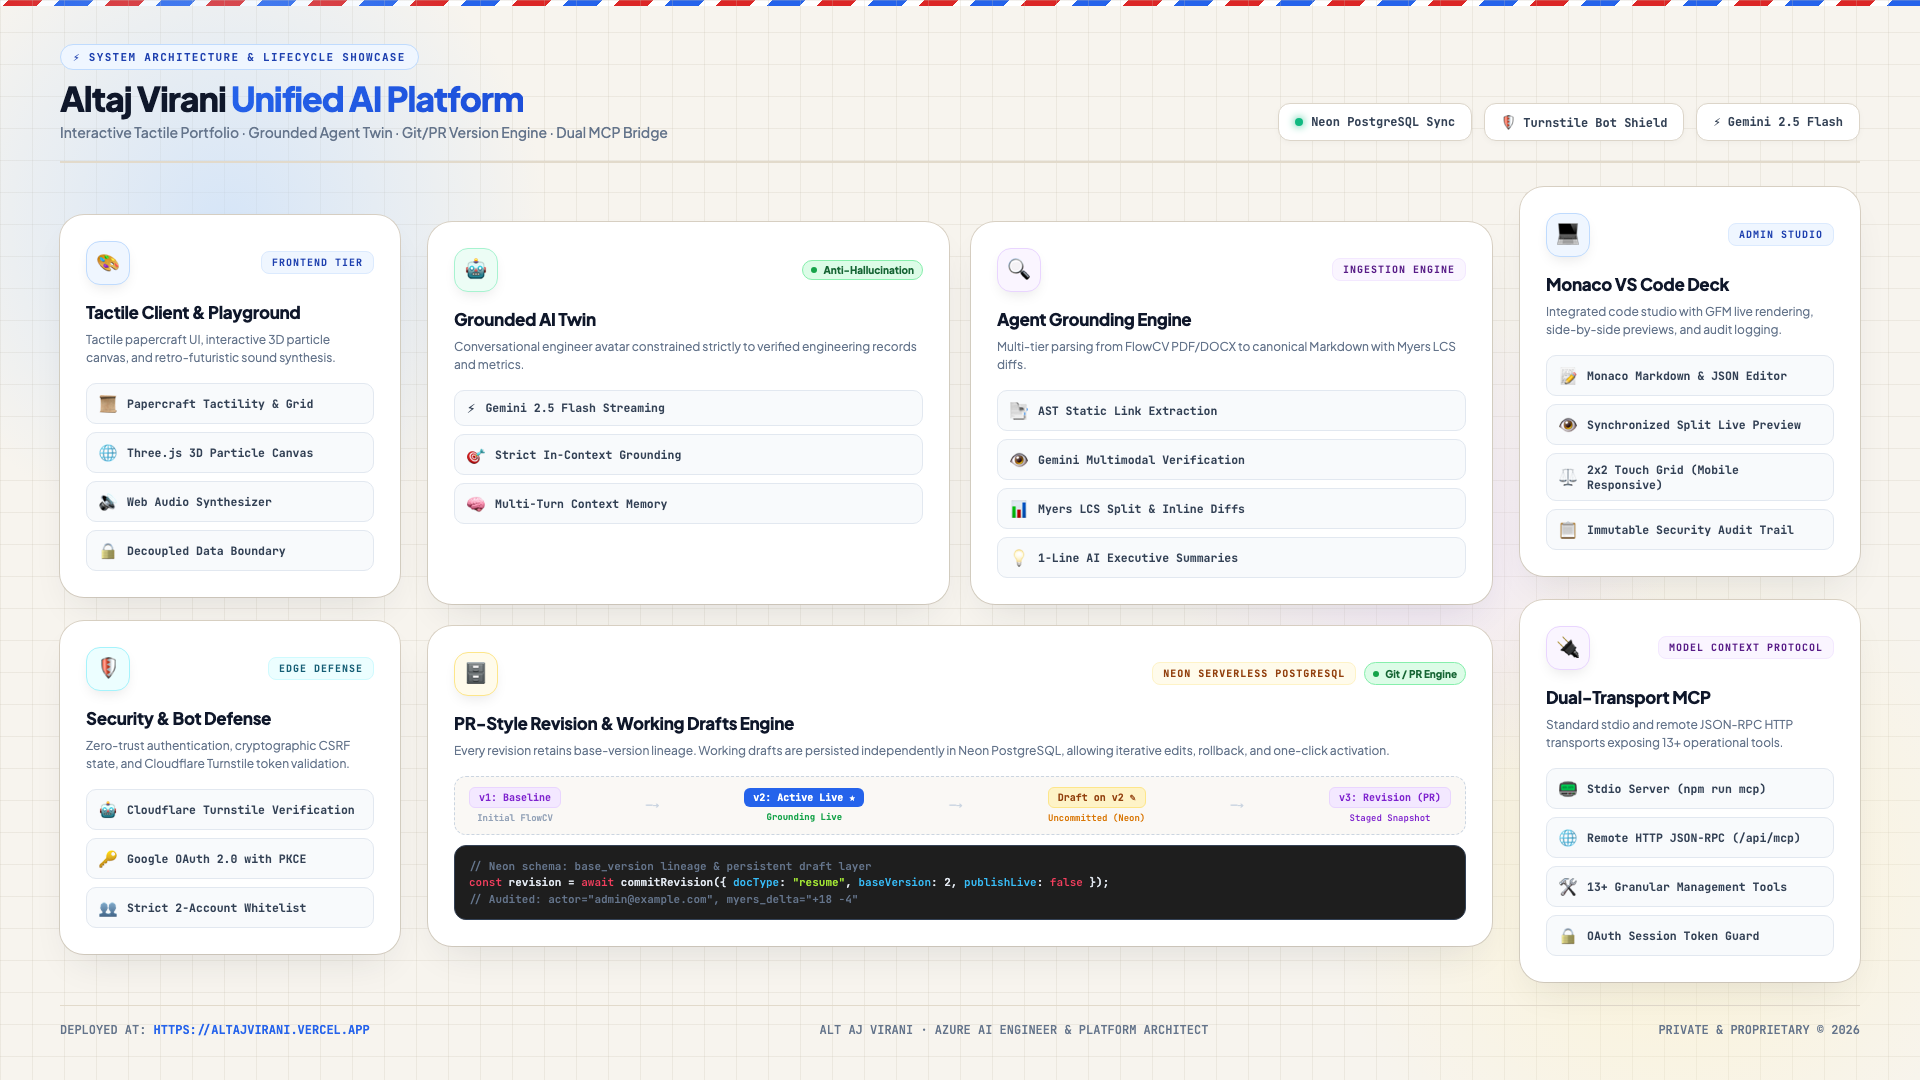 ⚡ SYSTEM ARCHITECTURE & LIFECYCLE SHOWCASE
Altaj Virani Unified AI Platform
Interactive Tactile Portfolio · Grounded Agent Twin · Git/PR Version Engine · Dual MCP Bridge
Neon PostgreSQL Sync
Turnstile Bot Shield
⚡ Gemini 2.5 Flash
FRONTEND TIER
Tactile Client & Playground
Tactile papercraft UI, interactive 3D particle
canvas, and retro-futuristic sound synthesis.
Papercraft Tactility & Grid
Three.js 3D Particle Canvas
Web Audio Synthesizer
Decoupled Data Boundary
Anti-Hallucination
Grounded AI Twin
Conversational engineer avatar constrained strictly to verified engineering records
and metrics.
⚡ Gemini 2.5 Flash Streaming
Strict In-Context Grounding
Multi-Turn Context Memory
INGESTION ENGINE
Agent Grounding Engine
Multi-tier parsing from FlowCV PDF/DOCX to canonical Markdown with Myers LCS
diffs.
AST Static Link Extraction
Gemini Multimodal Verification
Myers LCS Split & Inline Diffs
1-Line AI Executive Summaries
ADMIN STUDIO
Monaco VS Code Deck
Integrated code studio with GFM live rendering,
side-by-side previews, and audit logging.
Monaco Markdown & JSON Editor
Synchronized Split Live Preview
2x2 Touch Grid (Mobile
Responsive)
Immutable Security Audit Trail
EDGE DEFENSE
Security & Bot Defense
Zero-trust authentication, cryptographic CSRF
state, and Cloudflare Turnstile token validation.
Cloudflare Turnstile Verification
Google OAuth 2.0 with PKCE
Strict 2-Account Whitelist
NEON SERVERLESS POSTGRESQL
Git / PR Engine
PR-Style Revision & Working Drafts Engine
Every revision retains base-version lineage. Working drafts are persisted independently in Neon PostgreSQL, allowing iterative edits, rollback, and one-click activation.
v1: Baseline → v2: Active Live ★ → Draft on v2 ✎ → v3: Revision (PR)
Initial FlowCV Grounding Live Uncommitted (Neon) Staged Snapshot
// Neon schema: base_version lineage & persistent draft layer
const revision = await commitRevision({ docType: "resume", baseVersion: 2, publishLive: false });
// Audited: actor="admin@example.com", myers_delta="+18 -4"
MODEL CONTEXT PROTOCOL
Dual-Transport MCP
Standard stdio and remote JSON-RPC HTTP
transports exposing 13+ operational tools.
Stdio Server (npm run mcp)
Remote HTTP JSON-RPC (/api/mcp)
13+ Granular Management Tools
OAuth Session Token Guard
DEPLOYED AT: HTTPS://ALTAJVIRANI.VERCEL.APP
ALT AJ VIRANI · AZURE AI ENGINEER & PLATFORM ARCHITECT
PRIVATE & PROPRIETARY © 2026